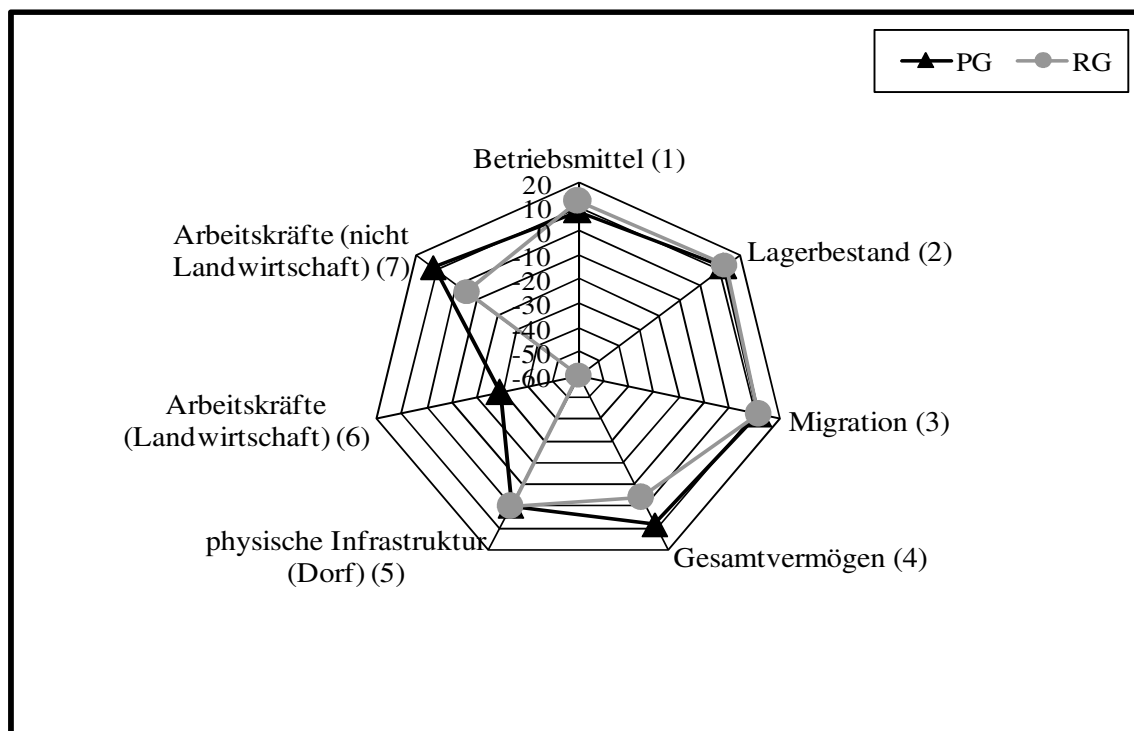 PG RG
Betriebsmittel (1)
20
10
0
-10
-20
-30
-40
-50
-60
Lagerbestand (2)
Migration (3)
Gesamtvermögen (4)
physische Infrastruktur
(Dorf) (5)
Arbeitskräfte
(Landwirtschaft) (6)
Arbeitskräfte (nicht
Landwirtschaft) (7)